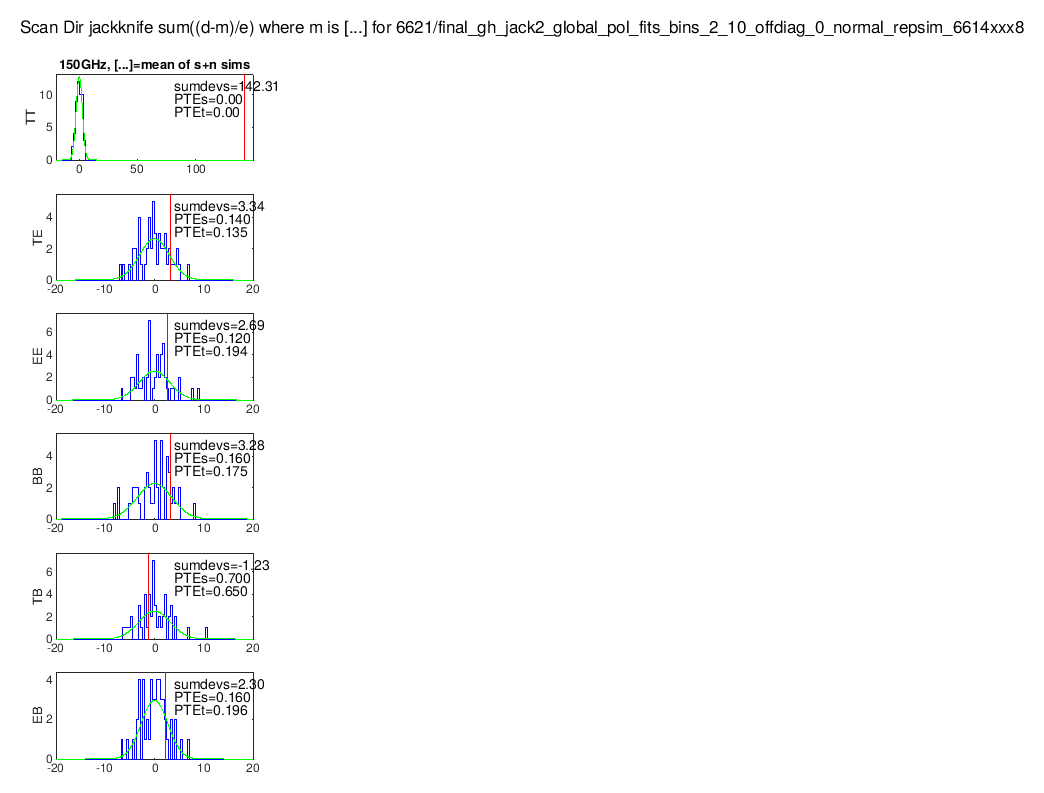 Scan Dir jackknife sum((d-m)/e) where m is [...] for 6621/final_gh_jack2_global_pol_fits_bins_2_10_offdiag_0_normal_repsim_6614xxx8
150GHz, [...]=mean of s+n sims
sumdevs=142.31
PTEs=0.00
PTEt=0.00
TT
10
5
0
0 50 100
sumdevs=3.34
PTEs=0.140
PTEt=0.135
TE
4
2
0
-20 -10 0 10 20
sumdevs=2.69
PTEs=0.120
PTEt=0.194
EE
6
4
2
0
-20 -10 0 10 20
sumdevs=3.28
PTEs=0.160
PTEt=0.175
BB
4
2
0
-20 -10 0 10 20
sumdevs=-1.23
PTEs=0.700
PTEt=0.650
TB
6
4
2
0
-20 -10 0 10 20
sumdevs=2.30
PTEs=0.160
PTEt=0.196
EB
4
2
0
-20 -10 0 10 20